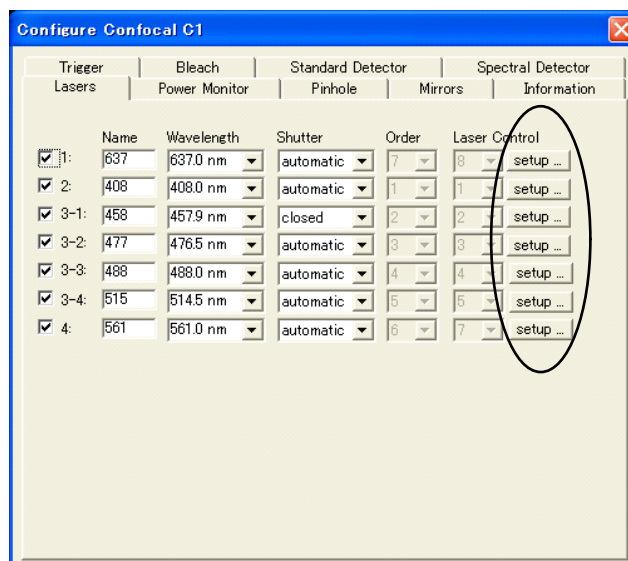 Configure Confocal C1
Trigger Bleach Standard Detector Spectral Detector
Lasers Power Monitor Pinhole Mirrors Information
Name Wavelength Shutter Order Laser Control
1: 637 637.0 nm automatic 7 8 setup ...
2: 408 408.0 nm automatic 1 1 setup ...
3-1: 458 457.9 nm closed 2 2 setup ...
3-2: 477 476.5 nm automatic 3 3 setup ...
3-3: 488 488.0 nm automatic 4 4 setup ...
3-4: 515 514.5 nm automatic 5 5 setup ...
4: 561 561.0 nm automatic 6 7 setup ...